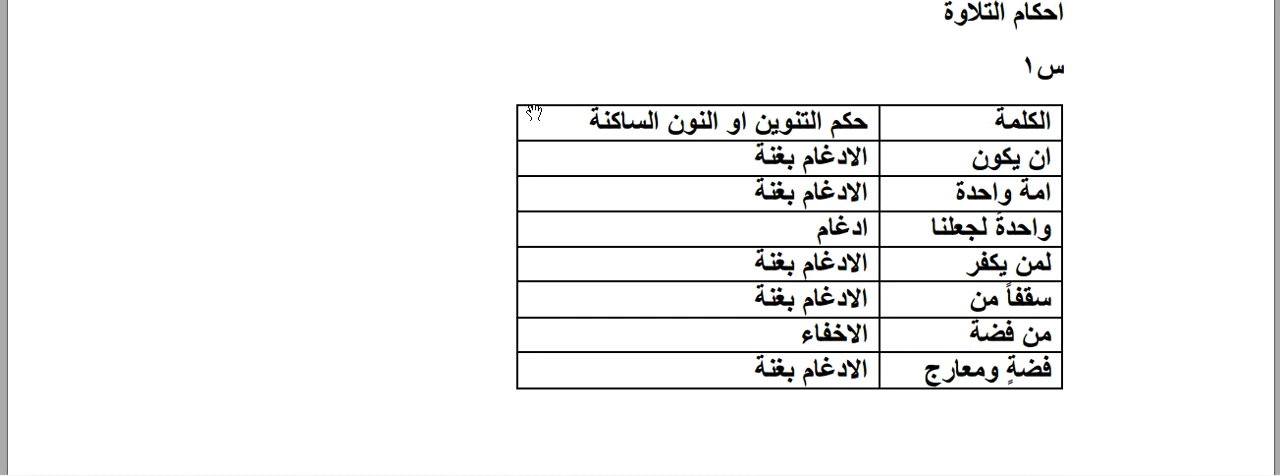 احكام التلاوة
س١
الكلمة حكم التنوين او النون الساكنة
ان يكون الادغام بغنة
امة واحدة الادغام بغنة
واحدةً لجعلنا ادغام
لمن يكفر الادغام بغنة
سقفاً من الادغام بغنة
من فضة الاخفاء
فضةٍ ومعارج الادغام بغنة